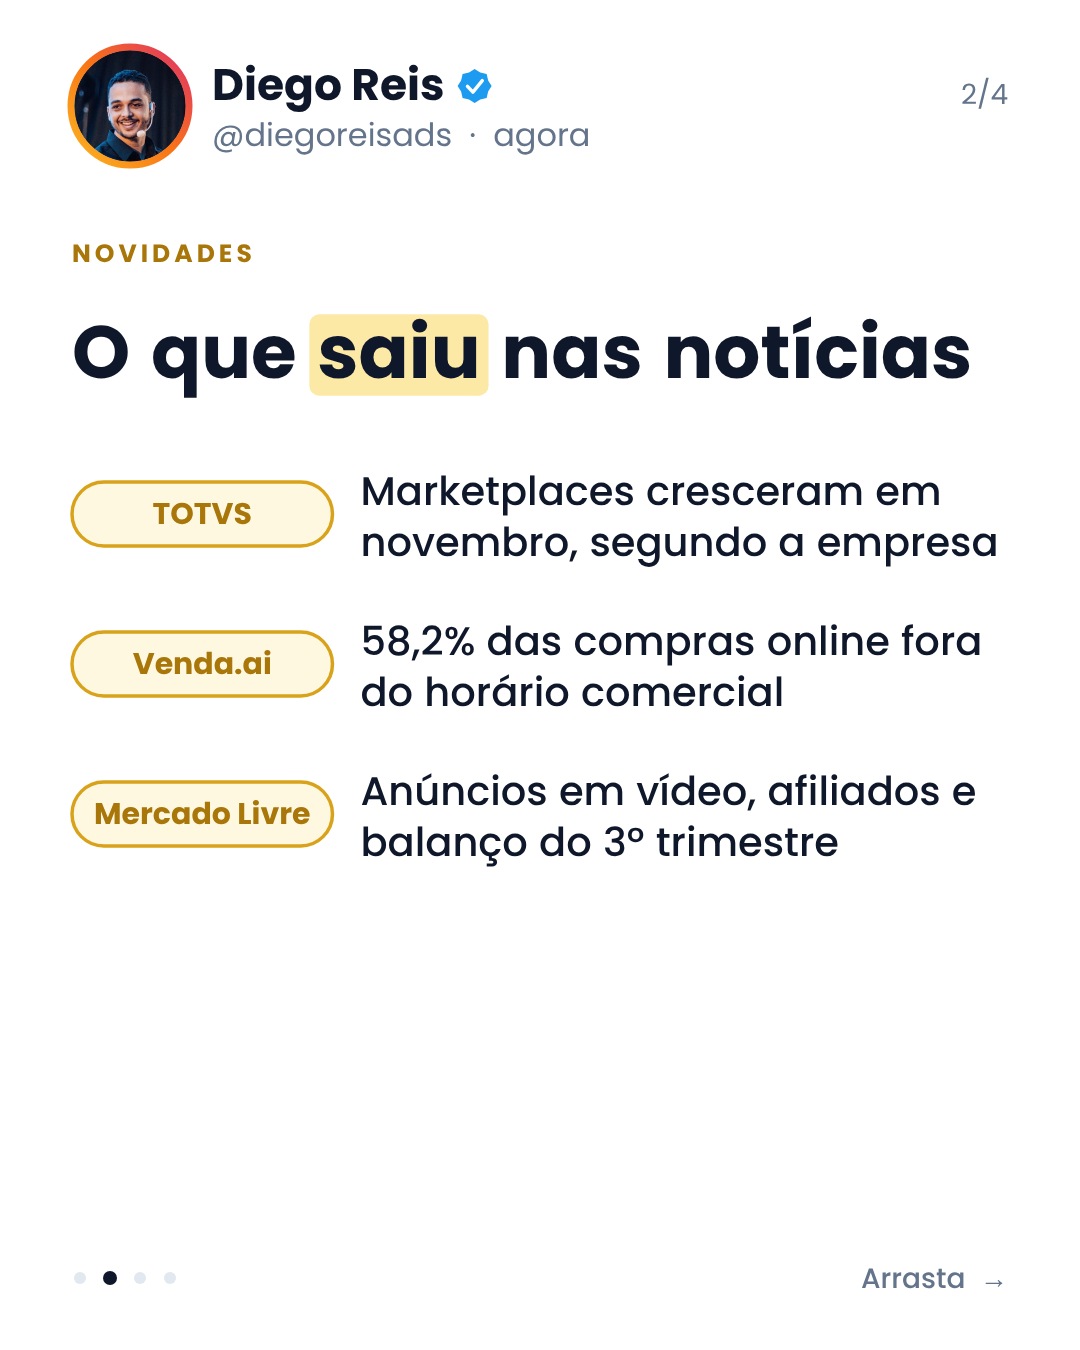 Diego Reis
@diegoreisads · agora
2/4
NOVIDADES
O que saiu nas notícias
TOTVS
Marketplaces cresceram em
novembro, segundo a empresa
Venda.ai
58,2% das compras online fora
do horário comercial
Mercado Livre
Anúncios em vídeo, afiliados e
balanço do 3º trimestre
Arrasta →